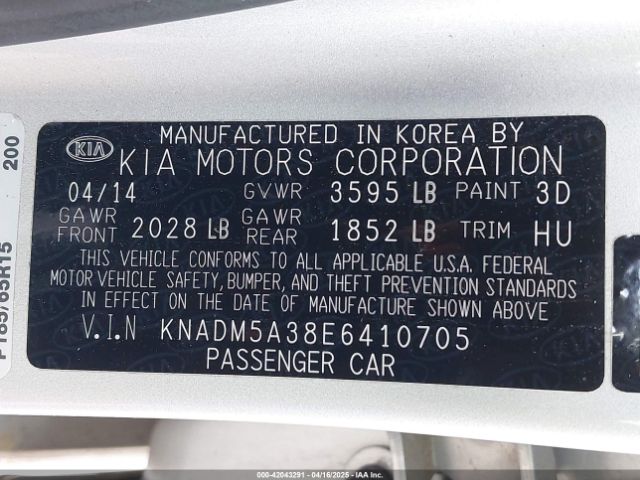 MANUFACTURED IN KOREA BY
KIA KIA MOTORS CORPORATION
04/14 GVWR 3595 LB PAINT 3D
GAWR FRONT 2028 LB GAWR REAR 1852 LB TRIM HU
THIS VEHICLE CONFORMS TO ALL APPLICABLE U.S.A. FEDERAL
MOTOR VEHICLE SAFETY, BUMPER, AND THEFT PREVENTION STANDARDS
IN EFFECT ON THE DATE OF MANUFACTURE SHOWN ABOVE
V.I.N KNADM5A38E6410705
PASSENGER CAR
200
P185/65R15
000-42043291 - 04/16/2025 - IAA Inc.